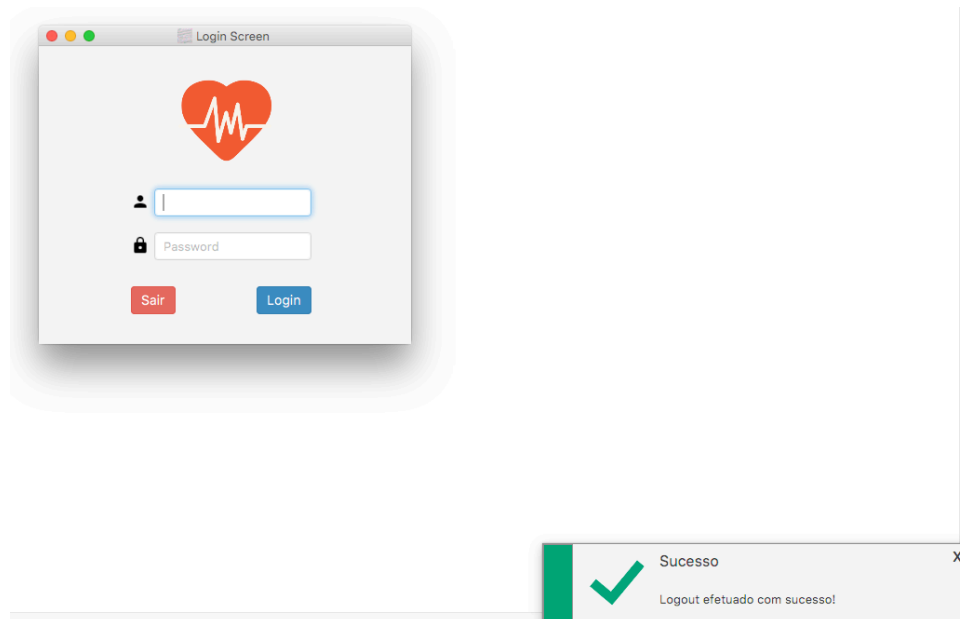 Login Screen
Password
Sair
Login
Sucesso
X
Logout efetuado com sucesso!